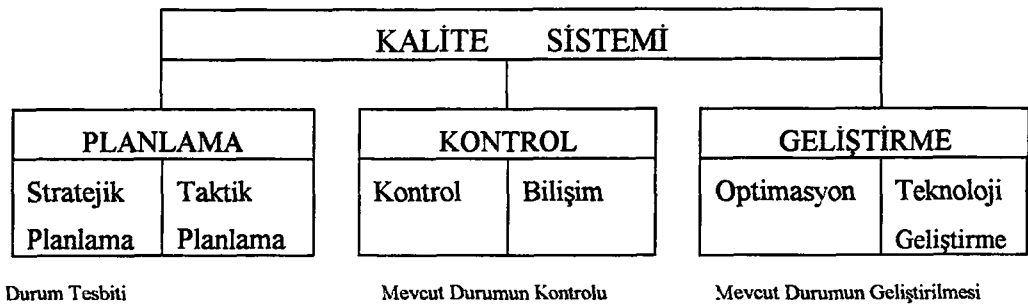 KALİTE SİSTEMİ
PLANLAMA
Stratejik
Planlama
Taktik
Planlama
KONTROL
Kontrol
Bilişim
GELİŞTİRME
Optimasyon
Teknoloji
Geliştirme
Durum Tesbiti
Mevcut Durumun Kontrolu
Mevcut Durumun Geliştirilmesi